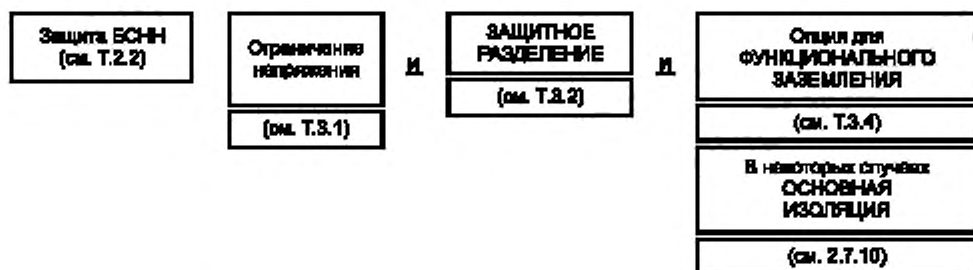 Защита БСНН
(см. Т.2.2)
Ограничение
напряжения
(см. Т.3.1)
И
ЗАЩИТНОЕ
РАЗДЕЛЕНИЕ
(см. Т.3.2)
И
Опция для
ФУНКЦИОНАЛЬНОГО
ЗАЗЕМЛЕНИЯ
(см. Т.3.4)
В некоторых случаях
ОСНОВНАЯ
ИЗОЛЯЦИЯ
(см. 2.7.10)